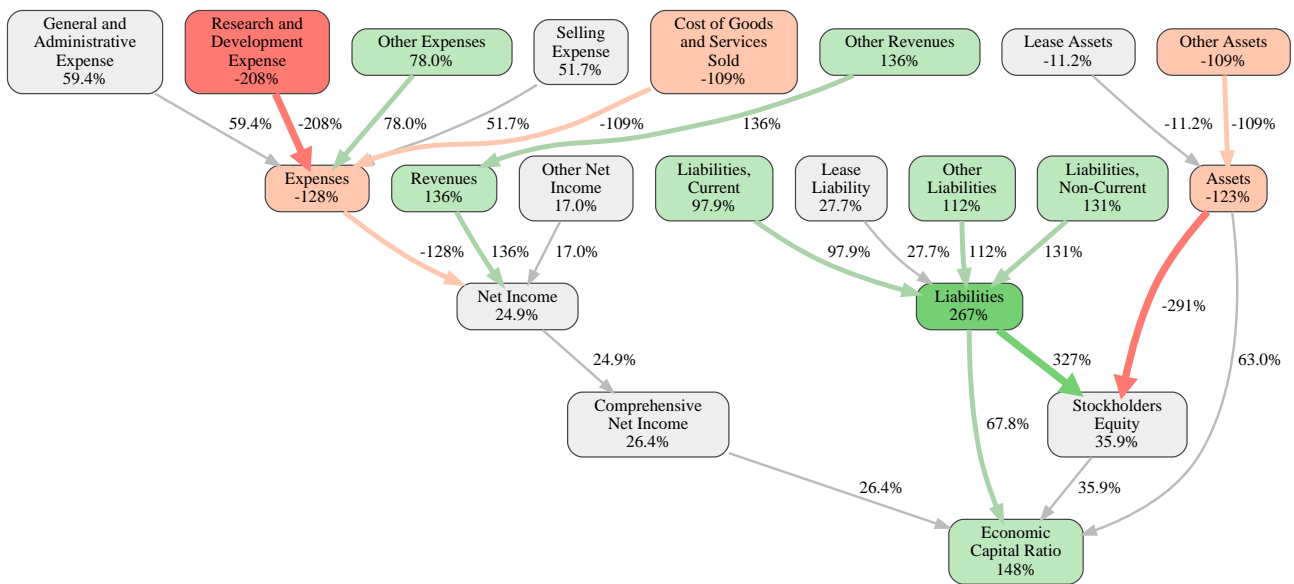 General and
Administrative
Expense
59.4%
Research and
Development
Expense
-208%
Other Expenses
78.0%
Selling
Expense
51.7%
Cost of Goods
and Services
Sold
-109%
Other Revenues
136%
Lease Assets
-11.2%
Other Assets
-109%
59.4%
-208%
78.0%
51.7%
-109%
136%
-11.2%
-109%
Expenses
-128%
Revenues
136%
Other Net
Income
17.0%
Liabilities,
Current
97.9%
Lease
Liability
27.7%
Other
Liabilities
112%
Liabilities,
Non-Current
131%
Assets
-123%
-128%
136%
17.0%
97.9%
27.7%
112%
131%
Net Income
24.9%
Liabilities
267%
-291%
24.9%
327%
63.0%
Comprehensive
Net Income
26.4%
67.8%
Stockholders
Equity
35.9%
26.4%
35.9%
Economic
Capital Ratio
148%